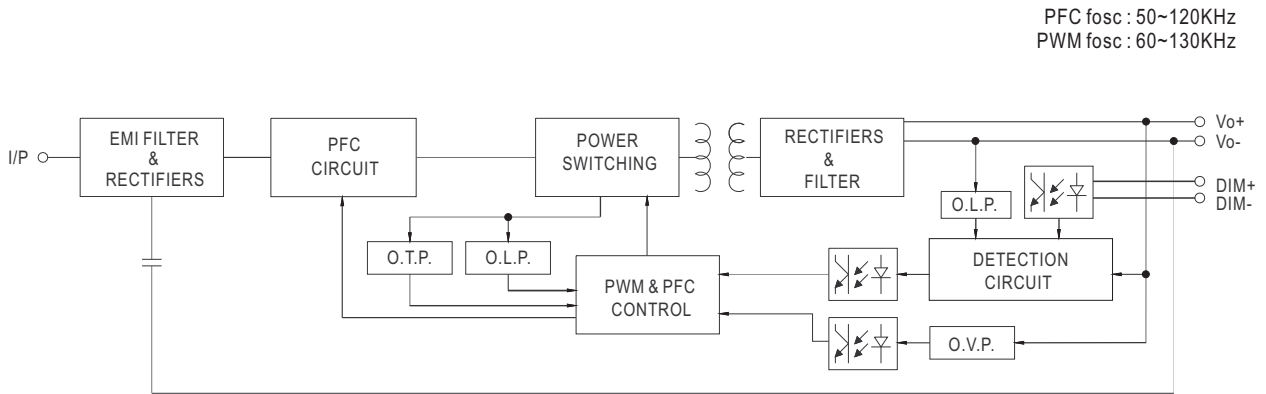 PFC fosc : 50~120KHz
PWM fosc : 60~130KHz
I/P
EMI FILTER
&
RECTIFIERS
PFC
CIRCUIT
POWER
SWITCHING
RECTIFIERS
&
FILTER
Vo+
Vo-
DIM+
DIM-
O.L.P.
O.T.P.
O.L.P.
PWM & PFC
CONTROL
DETECTION
CIRCUIT
O.V.P.